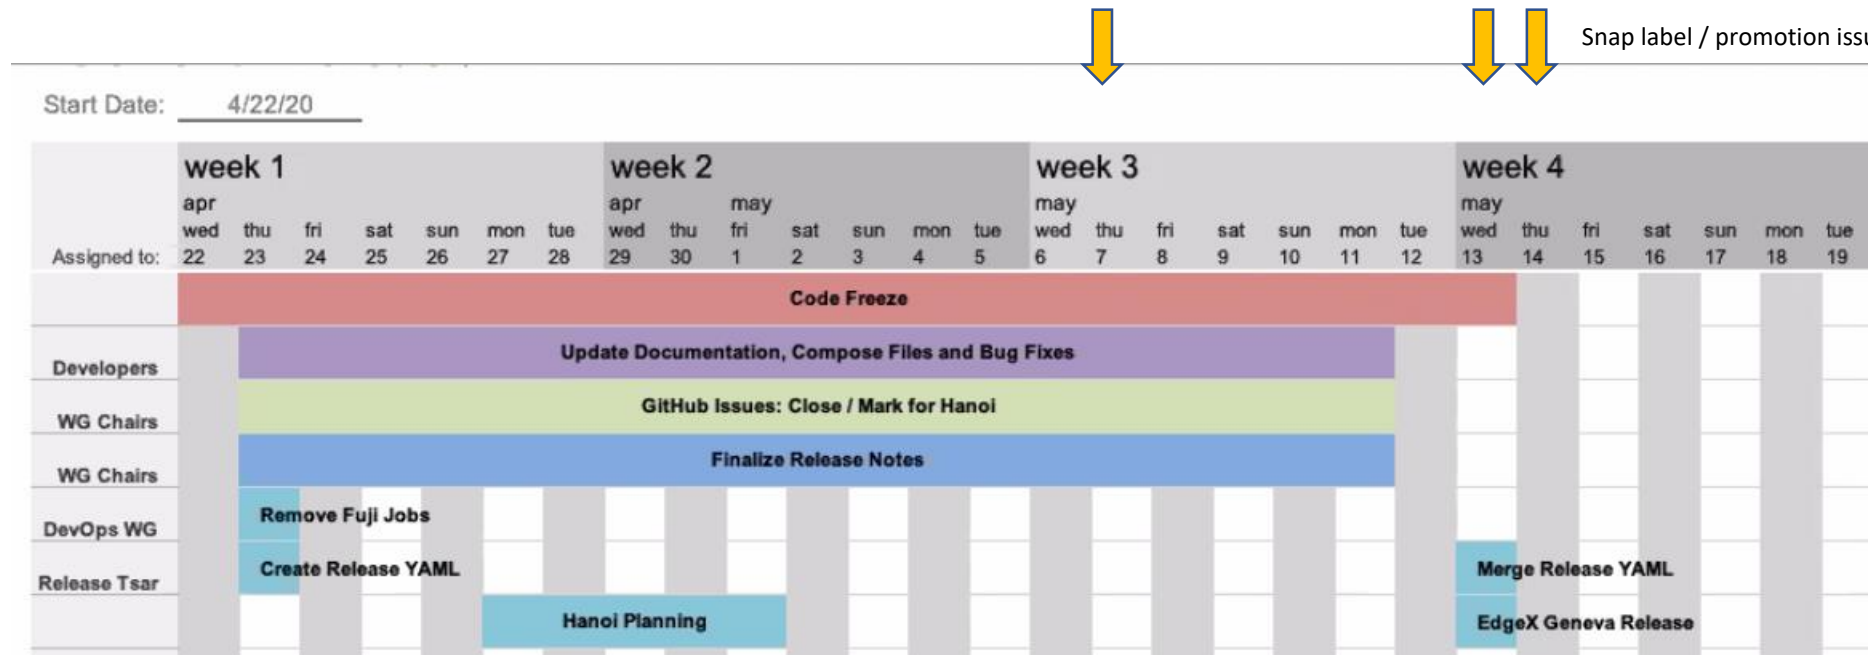 Snap label / promotion
Start Date: 4/22/20
week 1 week 2 week 3 week 4
apr apr may may may
wed thu fri sat sun mon tue wed thu fri sat sun mon tue wed thu fri sat sun mon tue wed thu fri sat sun mon tue
Assigned to: 22 23 24 25 26 27 28 29 30 1 2 3 4 5 6 7 8 9 10 11 12 13 14 15 16 17 18 19
Code Freeze
Developers Update Documentation, Compose Files and Bug Fixes
WG Chairs GitHub Issues: Close / Mark for Hanoi
WG Chairs Finalize Release Notes
DevOps WG Remove Fuji Jobs
Release Tsar Create Release YAML Merge Release YAML
Hanoi Planning EdgeX Geneva Release